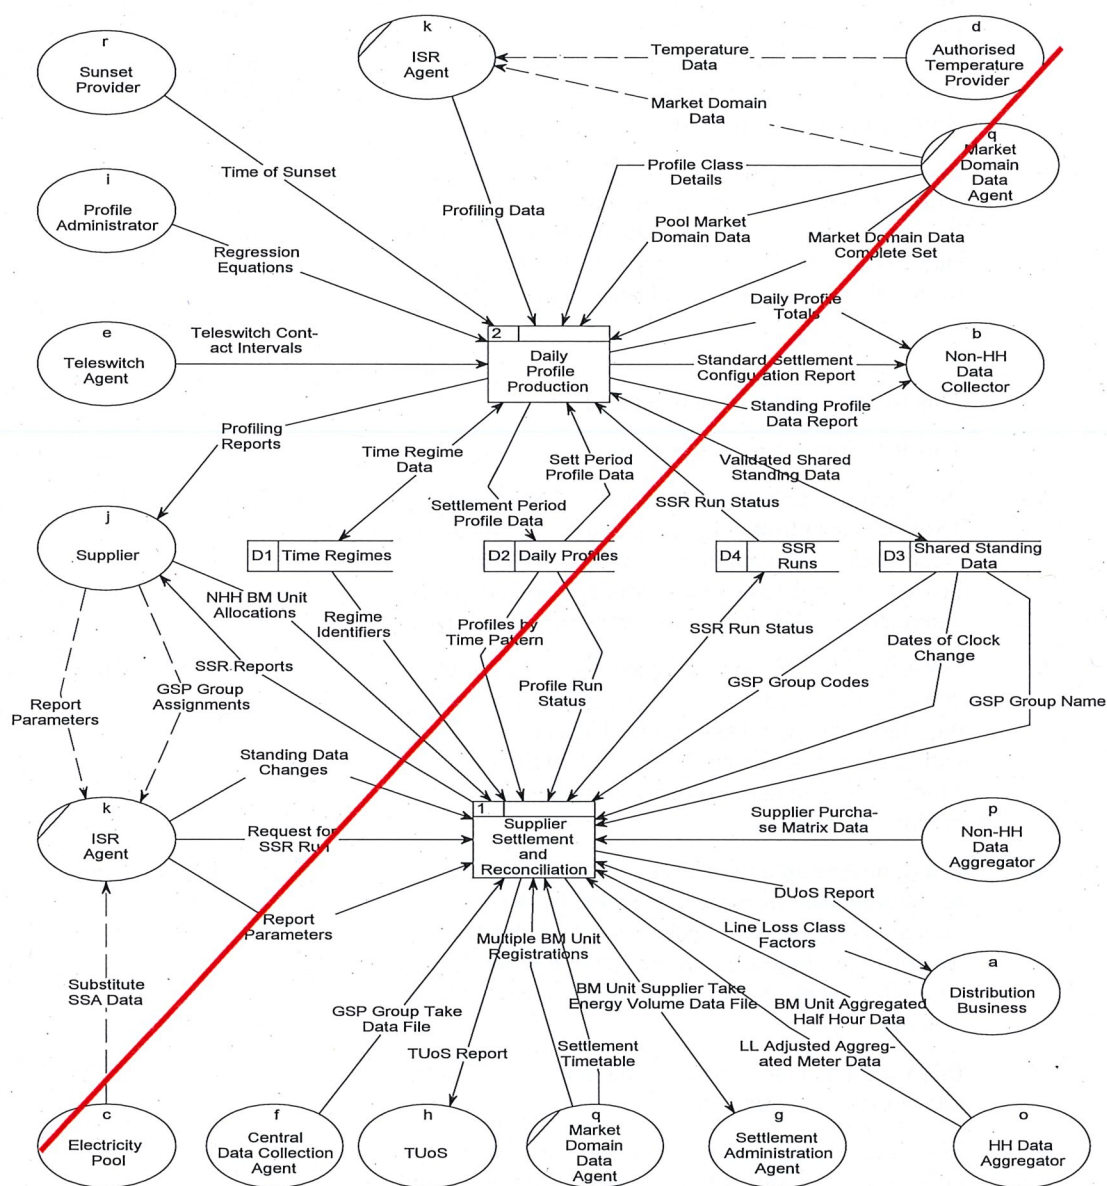 r
Sunset
Provider
k
ISR
Agent
Temperature
Data
d
Authorised
Temperature
Provider
Market Domain
Data
q
Market
Domain
Data
Agent
Time of Sunset
i
Profile
Administrator
Profiling Data
Profile Class
Details
Pool Market
Domain Data
Market Domain Data
Complete Set
Regression
Equations
Daily Profile
Totals
e
Teleswitch
Agent
Teleswitch Cont-
act Intervals
2
Daily
Profile
Production
Standard Settlement
Configuration Report
b
Non-HH
Data
Collector
Standing Profile
Data Report
Profiling
Reports
Time Regime
Data
Sett Period
Profile Data
Validated Shared
Standing Data
Settlement Period
Profile Data
SSR Run Status
j
Supplier
D1
Time Regimes
D2
Daily Profiles
D4
SSR
Runs
D3
Shared Standing
Data
NHH BM Unit
Allocations
Regime
Identifiers
Profiles by
Time Pattern
SSR Run Status
Dates of Clock
Change
SSR Reports
GSP Group
Assignments
Report
Parameters
Profile Run
Status
GSP Group Codes
GSP Group Name
Standing Data
Changes
k
ISR
Agent
Request for
SSR Run
1
Supplier
Settlement
and
Reconciliation
Supplier Purcha-
se Matrix Data
p
Non-HH
Data
Aggregator
Report
Parameters
DUoS Report
Line Loss Class
Factors
Multiple BM Unit
Registrations
a
Distribution
Business
Substitute
SSA Data
GSP Group Take
Data File
BM Unit Supplier Take
Energy Volume Data File
BM Unit Aggregated
Half Hour Data
TUoS Report
Settlement
Timetable
LL Adjusted Aggreg-
ated Meter Data
c
Electricity
Pool
f
Central
Data Collection
Agent
h
TUoS
q
Market
Domain
Data
Agent
g
Settlement
Administration
Agent
o
HH Data
Aggregator